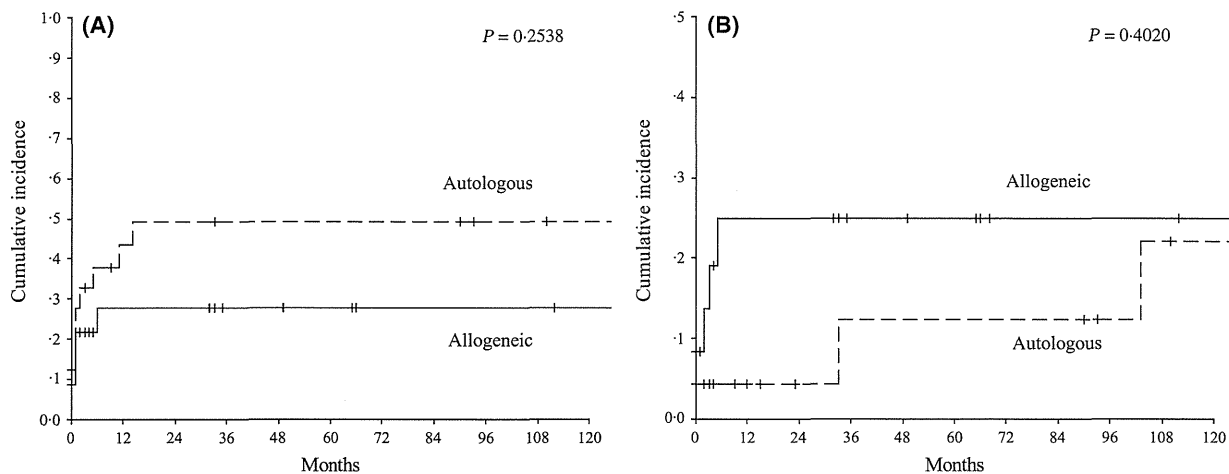 (A)
P = 0·2538
Cumulative incidence
1·0
·9
·8
·7
·6
·5
·4
·3
·2
·1
0·0
Autologous
Allogeneic
0 12 24 36 48 60 72 84 96 108 120
Months
(B)
P = 0·4020
Cumulative incidence
·5
·4
·3
·2
·1
0·0
Allogeneic
Autologous
0 12 24 36 48 60 72 84 96 108 120
Months